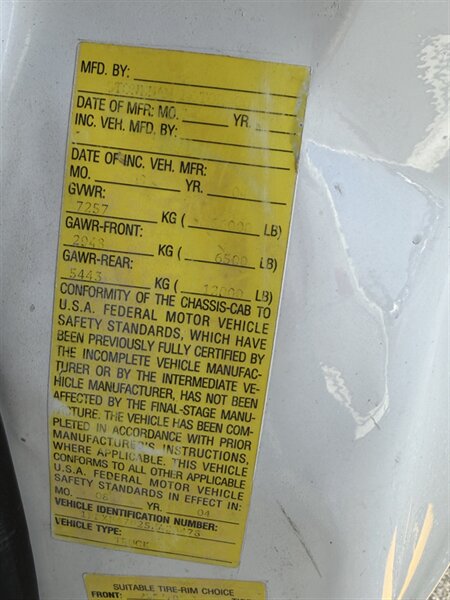 MFD. BY:
DATE OF MFR: MO. YR.
INC. VEH. MFD. BY:
DATE OF INC. VEH. MFR:
MO. YR.
GVWR:
7257 KG ( LB)
GAWR-FRONT:
2948 KG ( 6500 LB)
GAWR-REAR:
5443 KG ( 12000 LB)
CONFORMITY OF THE CHASSIS-CAB TO
U.S.A. FEDERAL MOTOR VEHICLE
SAFETY STANDARDS, WHICH HAVE
BEEN PREVIOUSLY FULLY CERTIFIED BY
THE INCOMPLETE VEHICLE MANUFAC-
TURER OR BY THE INTERMEDIATE VE-
HICLE MANUFACTURER, HAS NOT BEEN
AFFECTED BY THE FINAL-STAGE MANU-
FACTURE. THE VEHICLE HAS BEEN COM-
PLETED IN ACCORDANCE WITH PRIOR
MANUFACTURER'S INSTRUCTIONS,
WHERE APPLICABLE. THIS VEHICLE
CONFORMS TO ALL OTHER APPLICABLE
U.S.A. FEDERAL MOTOR VEHICLE
SAFETY STANDARDS IN EFFECT IN:
MO. 08 YR. 04
VEHICLE IDENTIFICATION NUMBER:
VEHICLE TYPE:
TRUCK
SUITABLE TIRE-RIM CHOICE
FRONT: